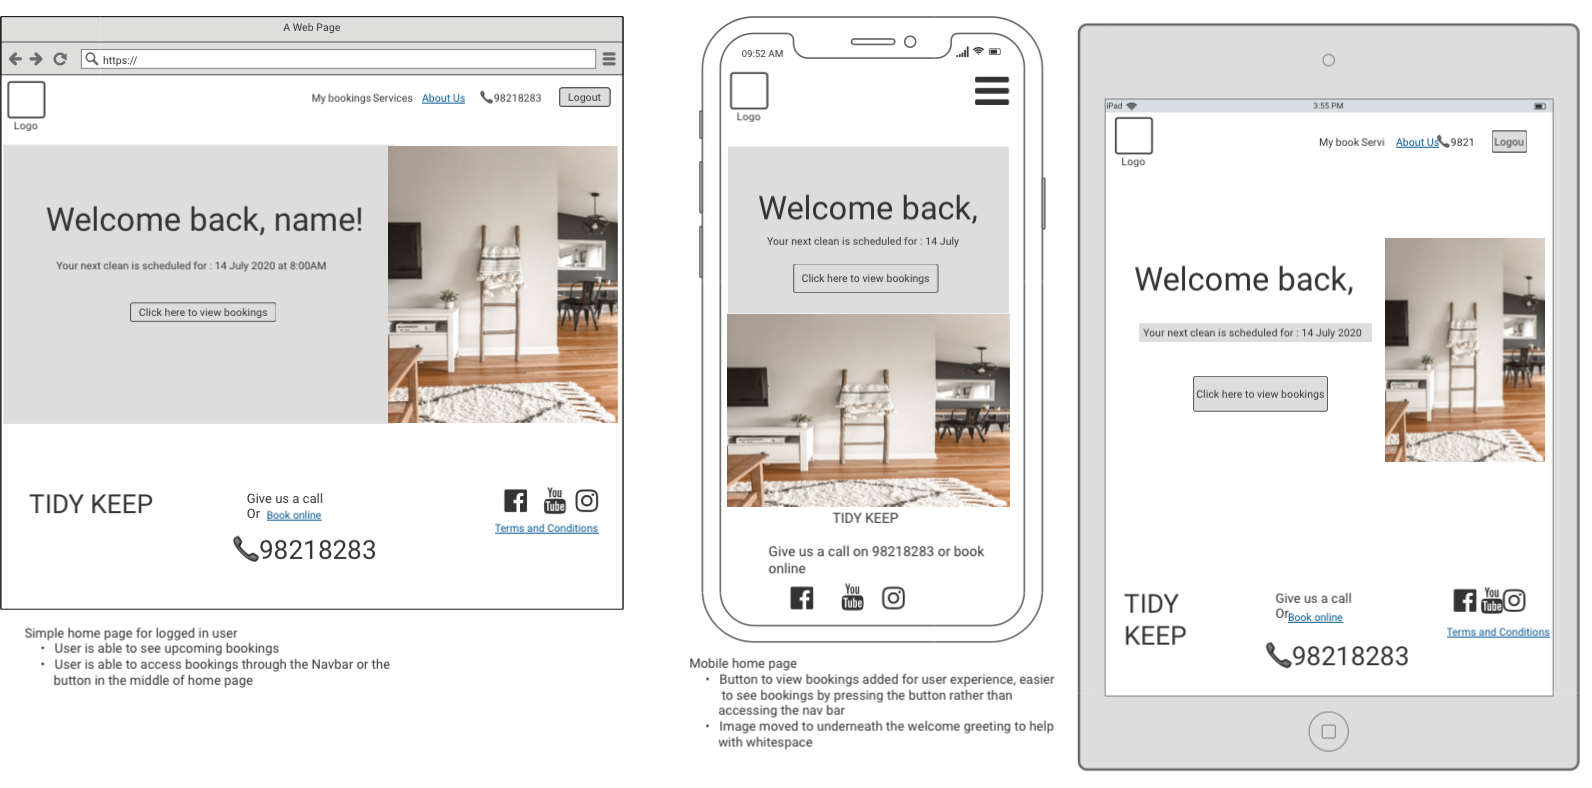 A Web Page
https://
Logo
My bookings Services About Us 98218283 Logout
Welcome back, name!
Your next clean is scheduled for : 14 July 2020 at 8:00AM
Click here to view bookings
TIDY KEEP
Give us a call
Or Book online
98218283
You
Tube
Terms and Conditions
Simple home page for logged in user
• User is able to see upcoming bookings
• User is able to access bookings through the Navbar or the
button in the middle of home page
09:52 AM
Logo
Welcome back,
Your next clean is scheduled for : 14 July
Click here to view bookings
TIDY KEEP
Give us a call on 98218283 or book
online
You
Tube
Mobile home page
• Button to view bookings added for user experience, easier
to see bookings by pressing the button rather than
accessing the nav bar
• Image moved to underneath the welcome greeting to help
with whitespace
iPad 3:55 PM
Logo
My book Servi About Us 9821 Logou
Welcome back,
Your next clean is scheduled for : 14 July 2020
Click here to view bookings
TIDY
KEEP
Give us a call
Or Book online
98218283
You
Tube
Terms and Conditions